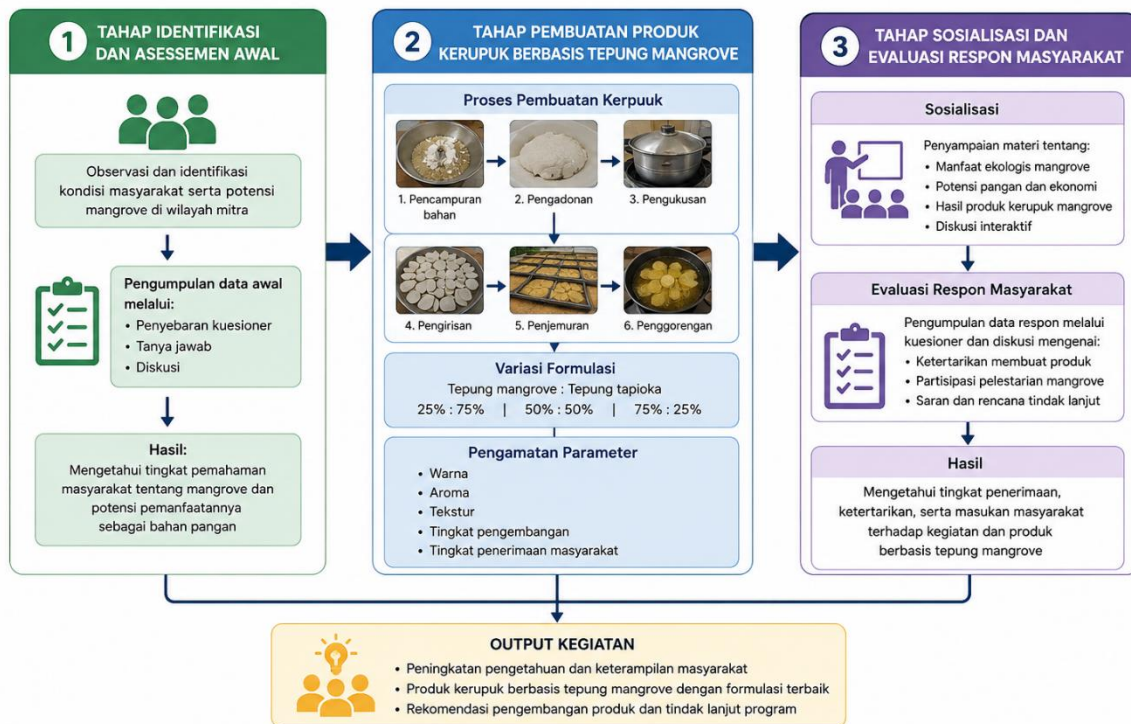 1
TAHAP IDENTIFIKASI
DAN ASESSEMEN AWAL
Observasi dan identifikasi
kondisi masyarakat serta potensi
mangrove di wilayah mitra
Pengumpulan data awal
melalui:
• Penyebaran kuesioner
• Tanya jawab
• Diskusi
Hasil:
Mengetahui tingkat pemahaman
masyarakat tentang mangrove dan
potensi pemanfaatannya
sebagai bahan pangan
2
TAHAP PEMBUATAN PRODUK
KERUPUK BERBASIS TEPUNG MANGROVE
Proses Pembuatan Kerpuuk
1. Pencampuran
bahan
2. Pengadonan
3. Pengukusan
4. Pengirisan
5. Penjemuran
6. Penggorengan
Variasi Formulasi
Tepung mangrove : Tepung tapioka
25% : 75% | 50% : 50% | 75% : 25%
Pengamatan Parameter
• Warna
• Aroma
• Tekstur
• Tingkat pengembangan
• Tingkat penerimaan masyarakat
3
TAHAP SOSIALISASI DAN
EVALUASI RESPON MASYARAKAT
Sosialisasi
Penyampaian materi tentang:
• Manfaat ekologis mangrove
• Potensi pangan dan ekonomi
• Hasil produk kerupuk mangrove
• Diskusi interaktif
Evaluasi Respon Masyarakat
Pengumpulan data respon melalui
kuesioner dan diskusi mengenai:
• Ketertarikan membuat produk
• Partisipasi pelestarian mangrove
• Saran dan rencana tindak lanjut
Hasil
Mengetahui tingkat penerimaan,
ketertarikan, serta masukan masyarakat
terhadap kegiatan dan produk
berbasis tepung mangrove
OUTPUT KEGIATAN
• Peningkatan pengetahuan dan keterampilan masyarakat
• Produk kerupuk berbasis tepung mangrove dengan formulasi terbaik
• Rekomendasi pengembangan produk dan tindak lanjut program